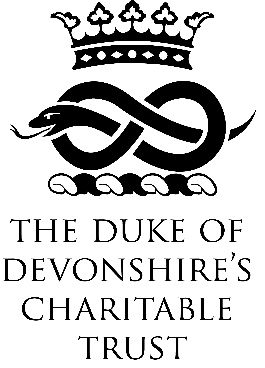 THE DUKE OF
DEVONSHIRE'S
CHARITABLE
TRUST